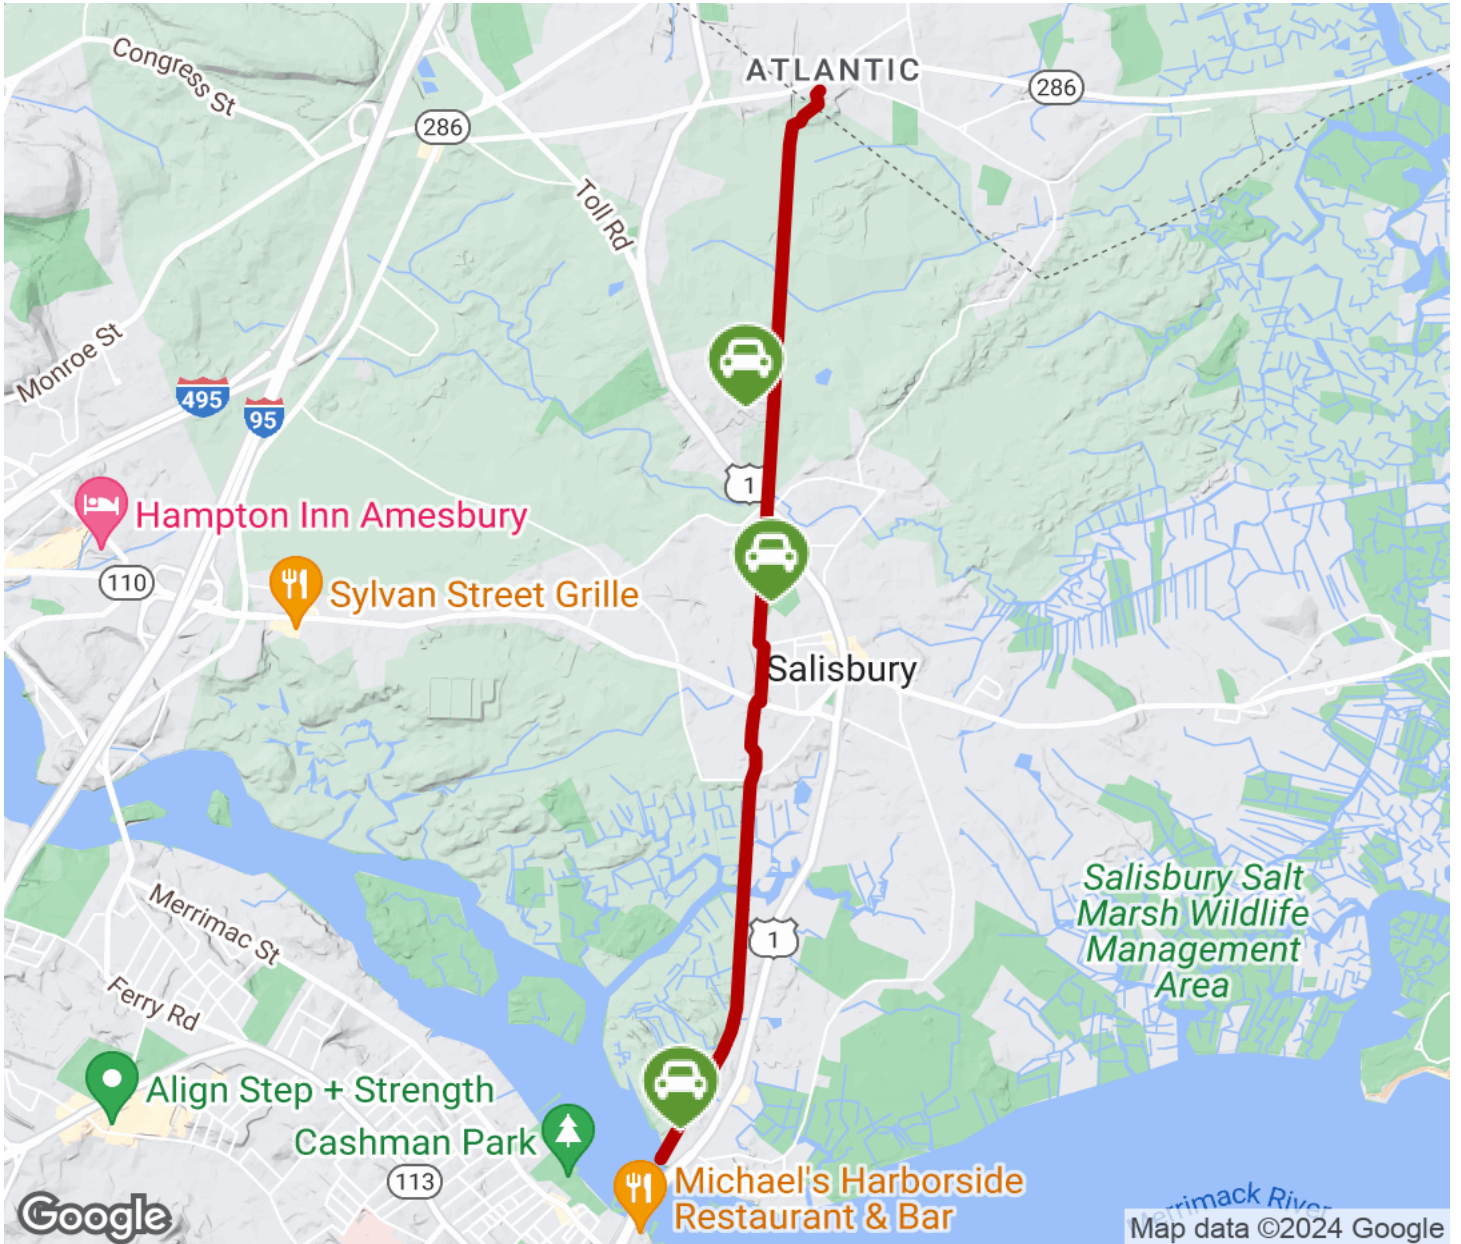 Congress St
ATLANTIC
286
286
Toll Rd
Monroe St
495
95
1
Hampton Inn Amesbury
110
Sylvan Street Grille
Salisbury
Merrimac St
Salisbury Salt
Marsh Wildlife
Management
Area
1
Ferry Rd
Align Step + Strength
Cashman Park
113
Michael's Harborside
Restaurant & Bar
Merrimack River
Google
Map data ©2024 Google